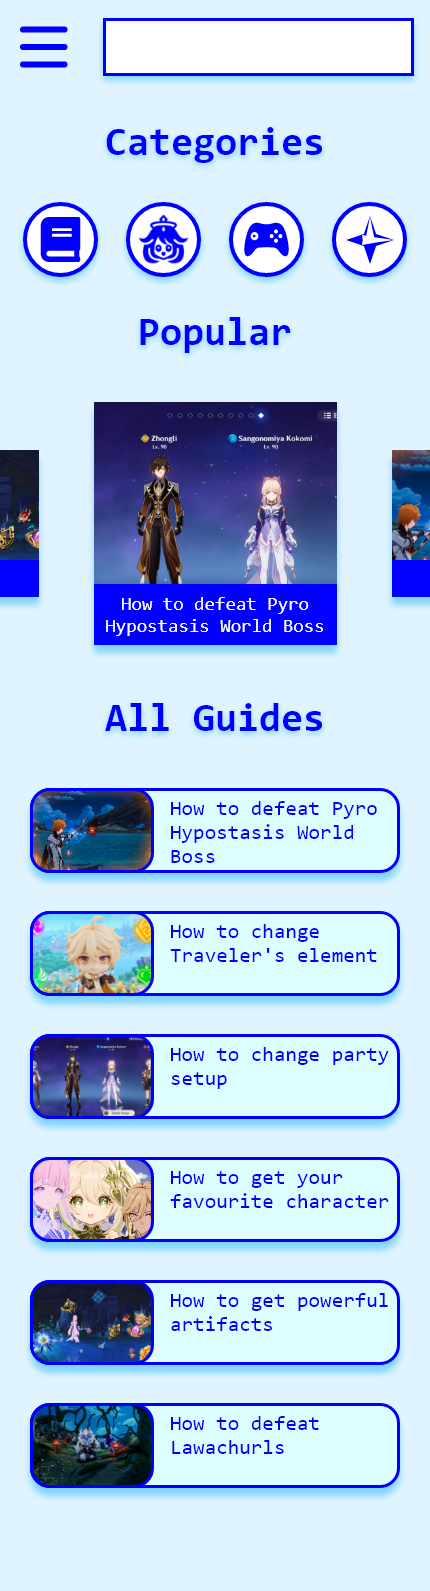 Categories
Popular
Zhongli
Lv. 90
Sangonomiya Kokomi
Lv. 90
How to defeat Pyro
Hypostasis World Boss
All Guides
How to defeat Pyro
Hypostasis World
Boss
How to change
Traveler's element
How to change party
setup
How to get your
favourite character
How to get powerful
artifacts
How to defeat
Lawachurls